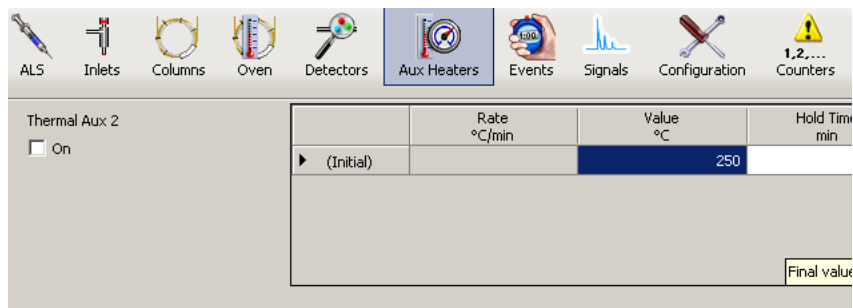 1:00
1,2,...
ALS Inlets Columns Oven Detectors Aux Heaters Events Signals Configuration Counters
Thermal Aux 2
On
Rate
°C/min
Value
°C
Hold Time
min
(Initial) 250
Final value